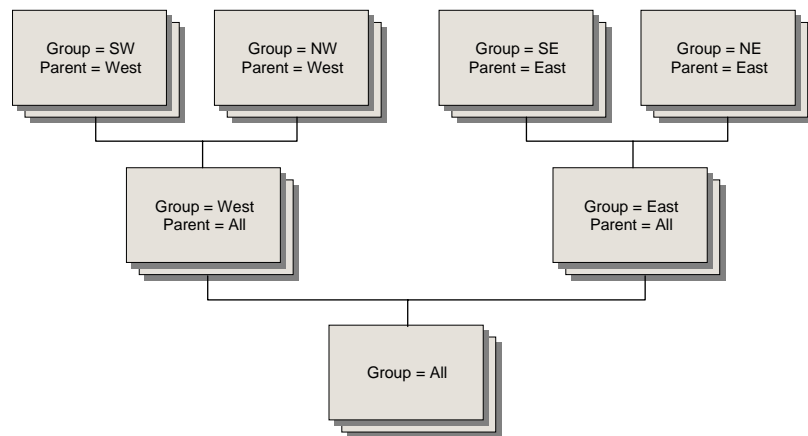 Group = SW
Parent = West
Group = NW
Parent = West
Group = SE
Parent = East
Group = NE
Parent = East
Group = West
Parent = All
Group = East
Parent = All
Group = All